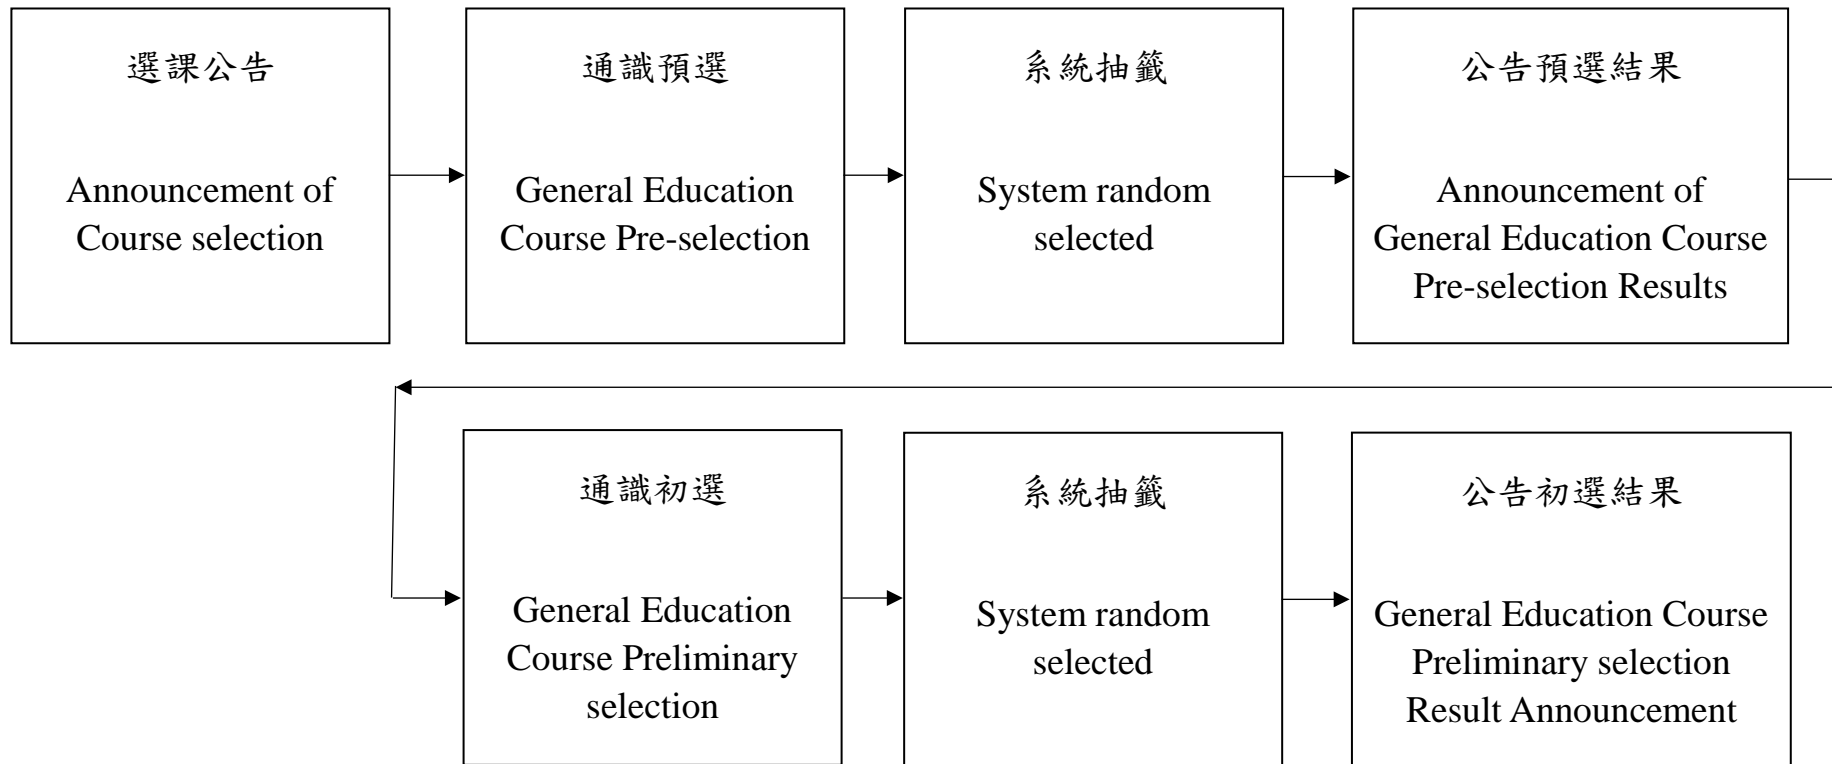 選課公告
Announcement of
Course selection
通識預選
General Education
Course Pre-selection
系統抽籤
System random
selected
公告預選結果
Announcement of
General Education Course
Pre-selection Results
通識初選
General Education
Course Preliminary
selection
系統抽籤
System random
selected
公告初選結果
General Education Course
Preliminary selection
Result Announcement